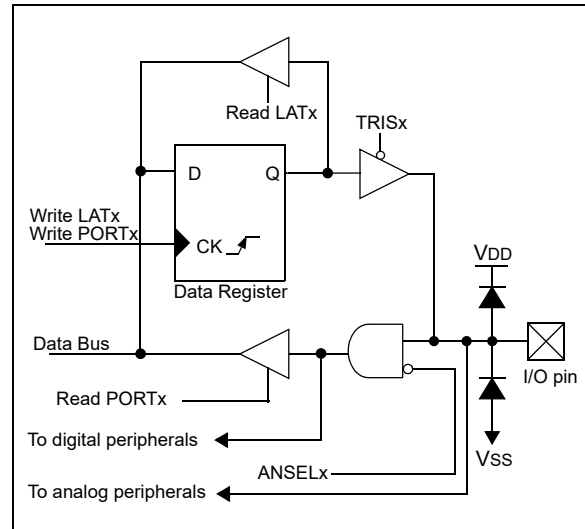 Read LATx
TRISx
D
Q
Write LATx
Write PORTx
CK
VDD
Data Register
Data Bus
I/O pin
Read PORTx
To digital peripherals
ANSELx
VSS
To analog peripherals